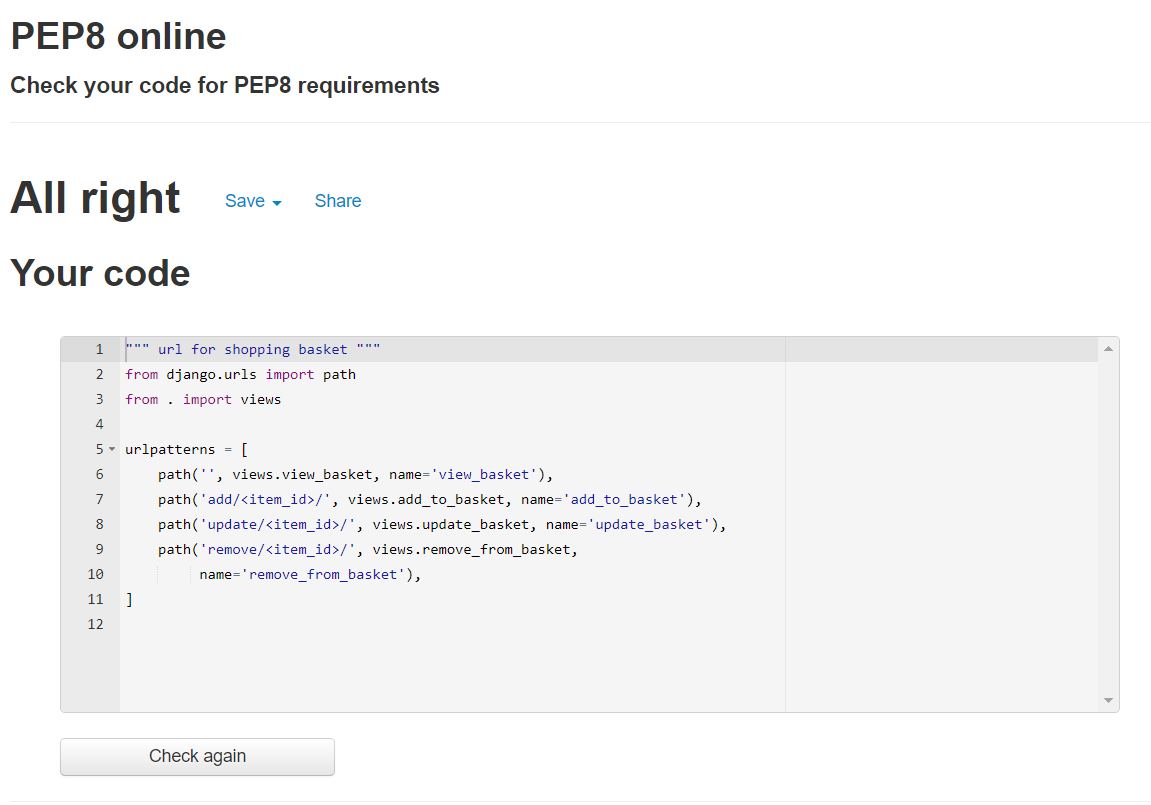 PEP8 online
Check your code for PEP8 requirements
All right Save Share
Your code
1 """ url for shopping basket """
2 from django.urls import path
3 from . import views
4
5 urlpatterns = [
6     path('', views.view_basket, name='view_basket'),
7     path('add/<item_id>/', views.add_to_basket, name='add_to_basket'),
8     path('update/<item_id>/', views.update_basket, name='update_basket'),
9     path('remove/<item_id>/', views.remove_from_basket,
10          name='remove_from_basket'),
11 ]
12
Check again